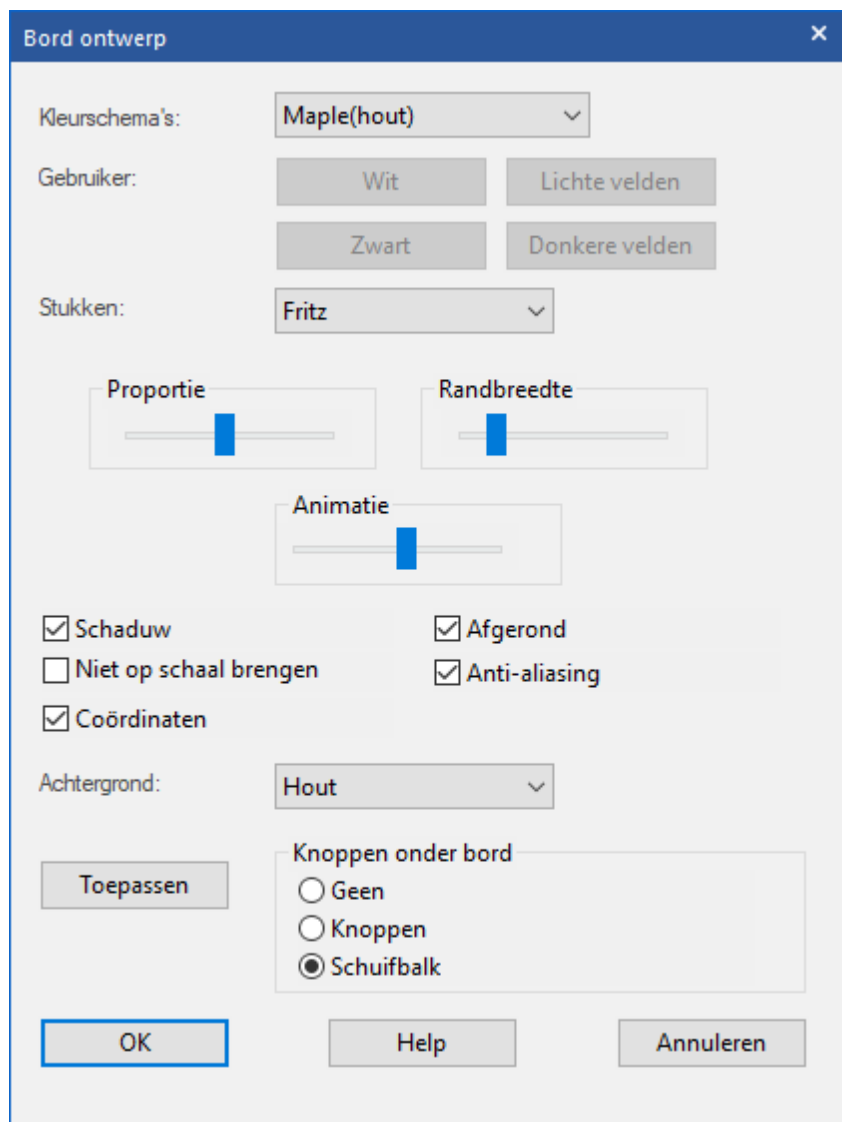 Bord ontwerp
Kleurschema's:
Maple(hout)
Gebruiker:
Wit
Lichte velden
Zwart
Donkere velden
Stukken:
Fritz
Proportie
Randbreedte
Animatie
Schaduw
Afgerond
Niet op schaal brengen
Anti-aliasing
Coördinaten
Achtergrond:
Hout
Knoppen onder bord
Toepassen
Geen
Knoppen
Schuifbalk
OK
Help
Annuleren